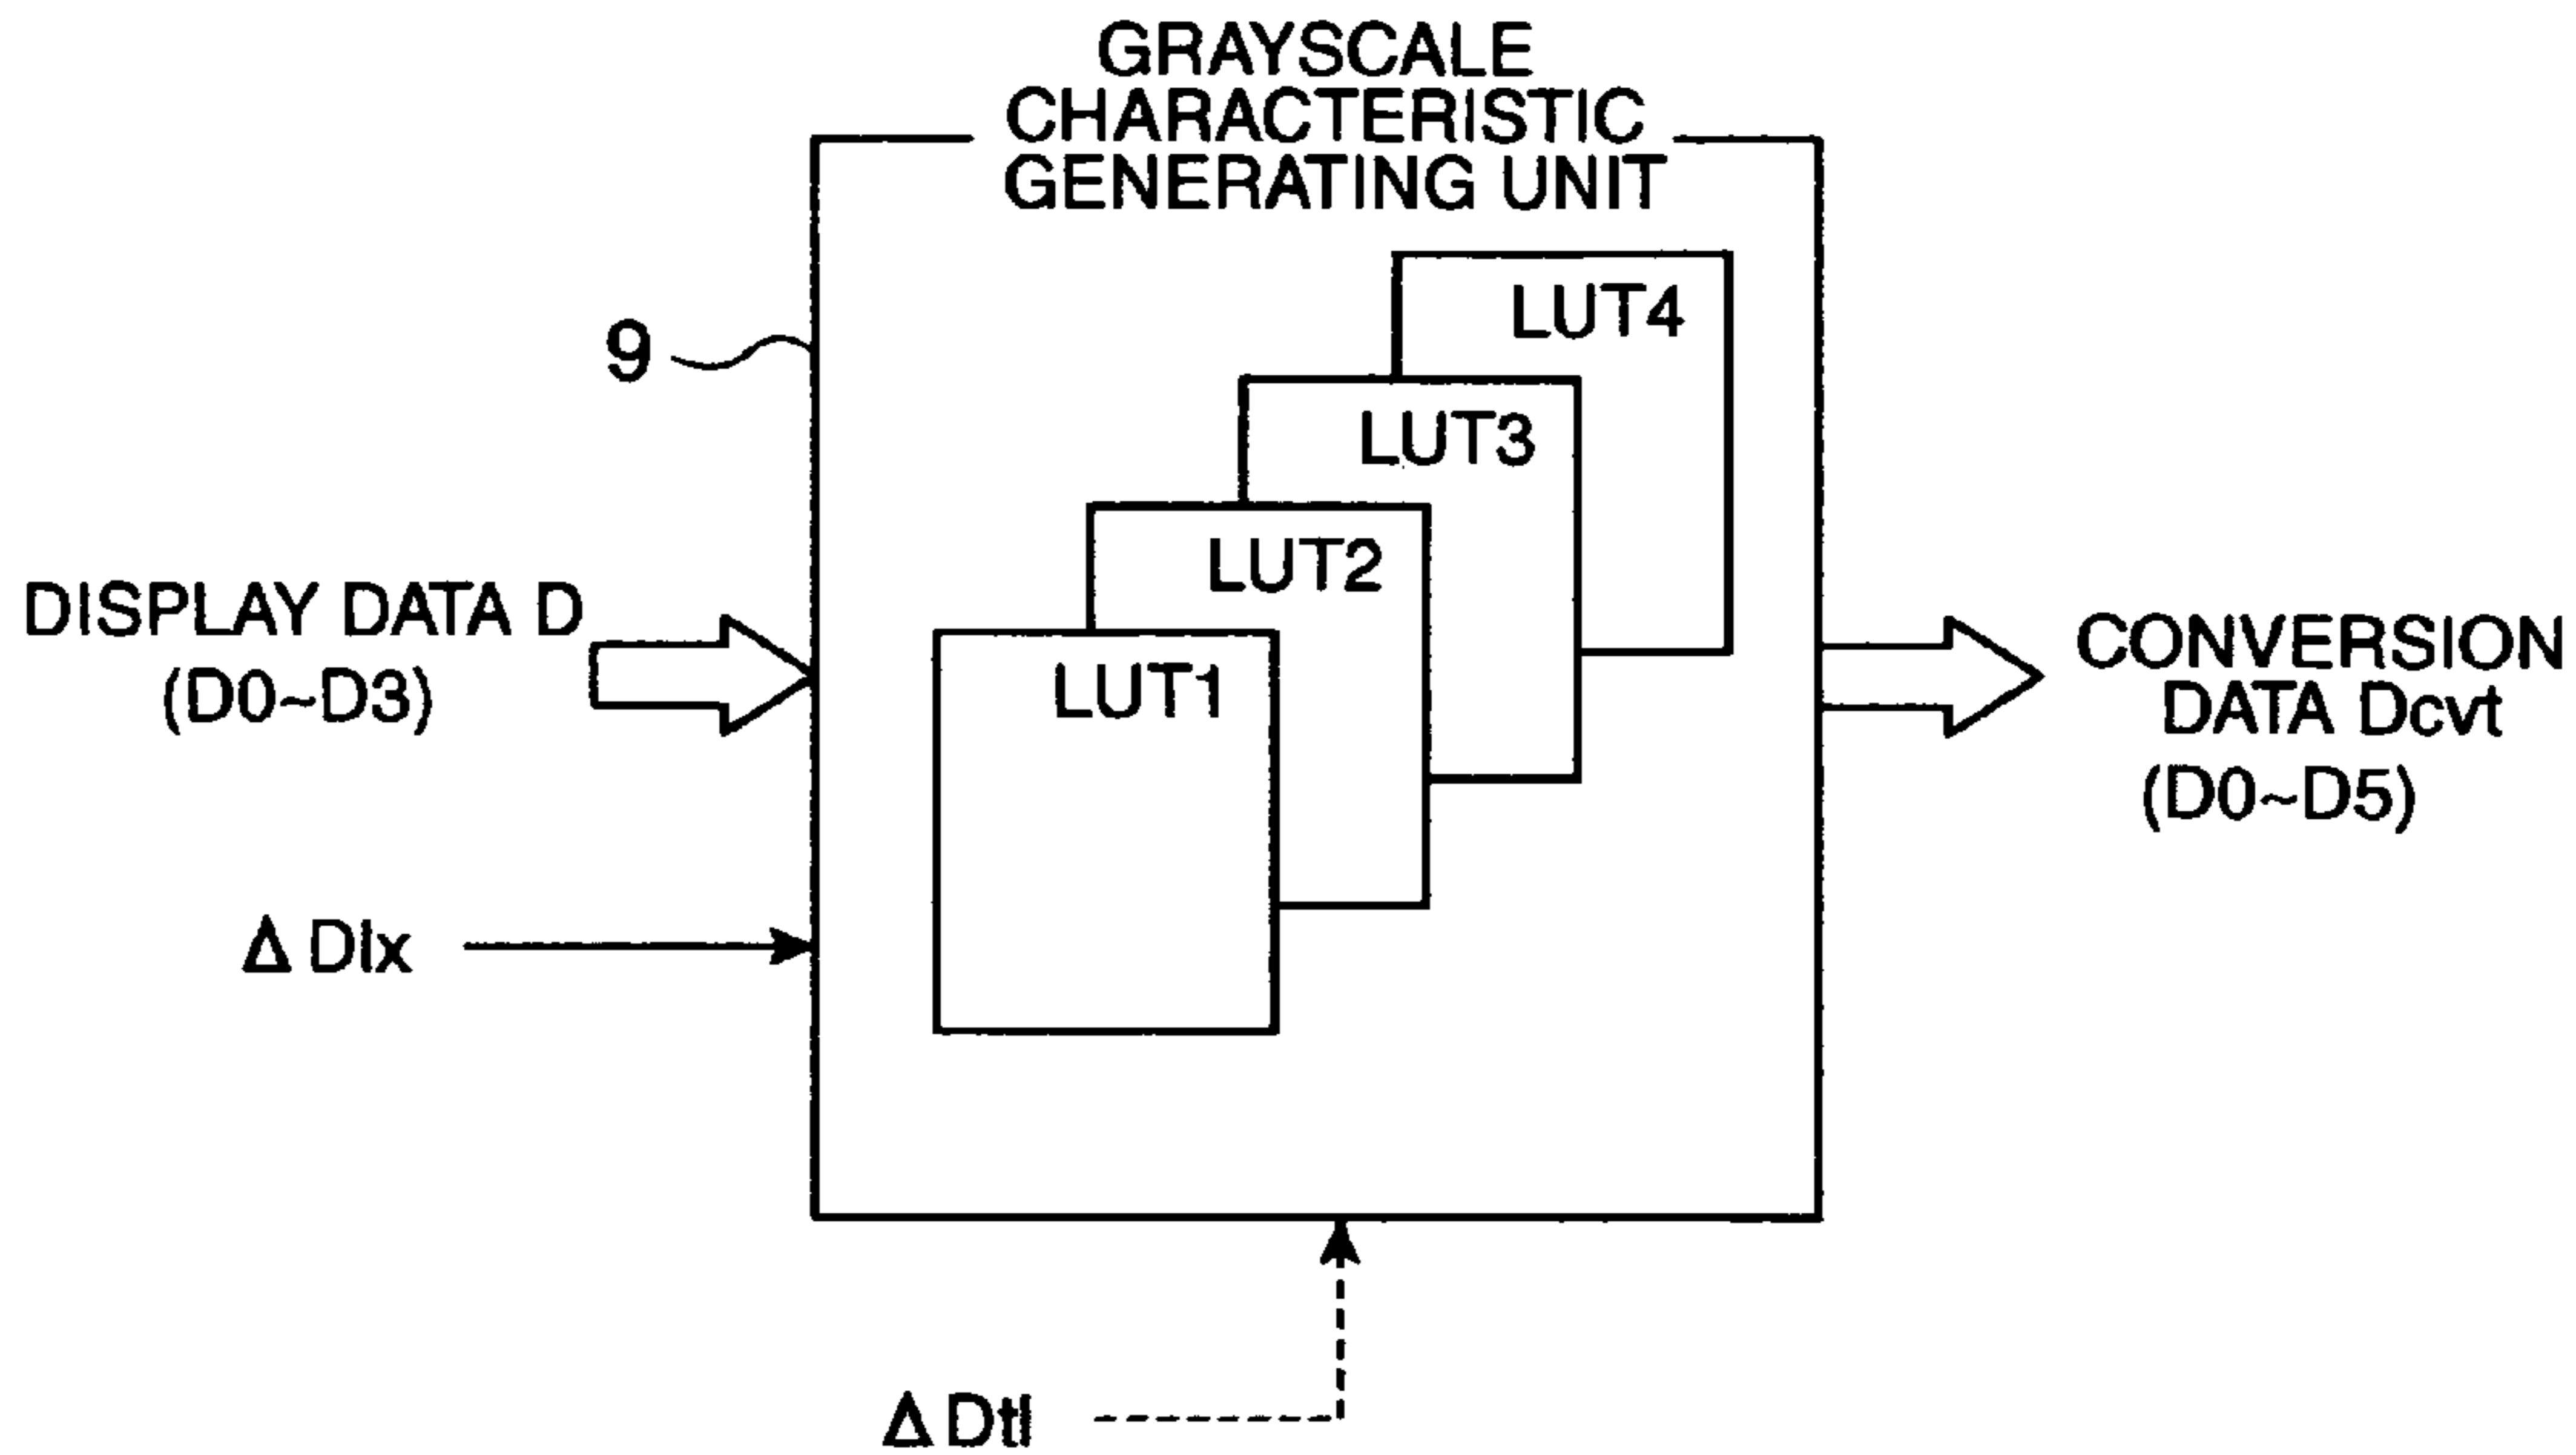 GRAYSCALE
CHARACTERISTIC
GENERATING UNIT
9
LUT4
LUT3
LUT2
LUT1
DISPLAY DATA D
(D0~D3)
CONVERSION
DATA Dcvt
(D0~D5)
Δ Dlx
Δ Dtl